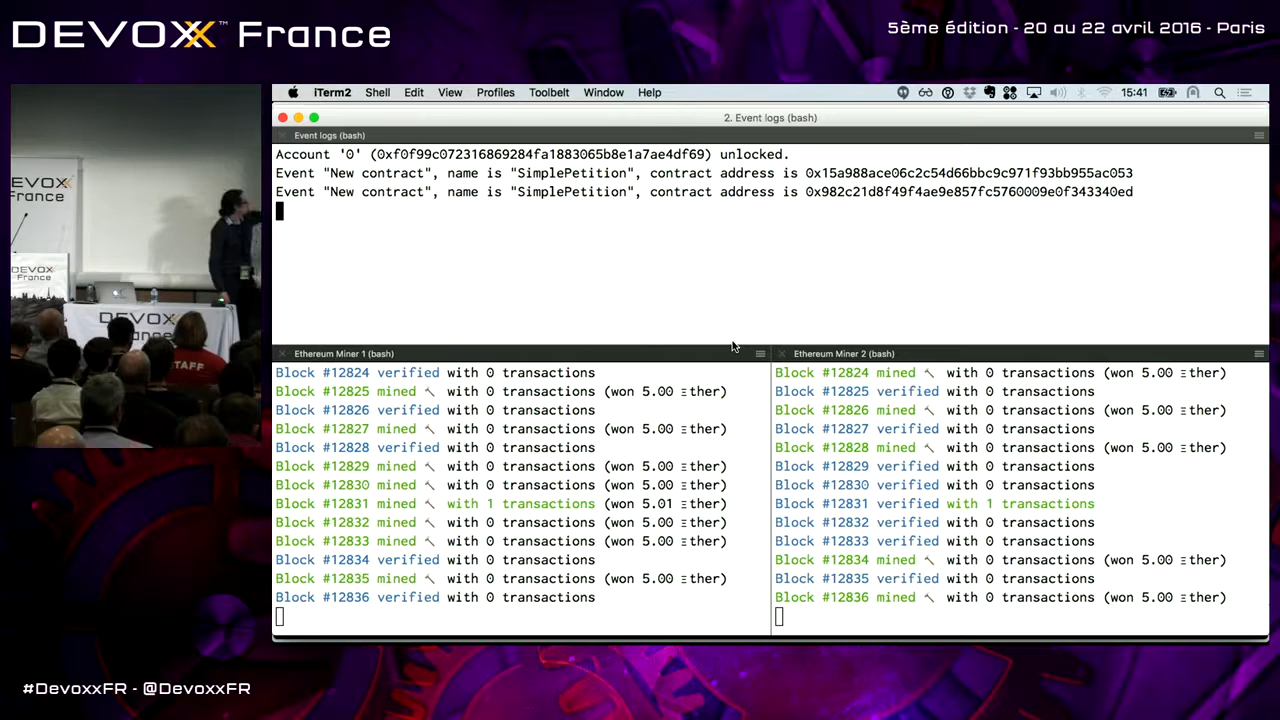 DEVOXX™ France
5ème édition - 20 au 22 avril 2016 - Paris
iTerm2 Shell Edit View Profiles Toolbelt Window Help
15:41
2. Event logs (bash)
Event logs (bash)
Account '0' (0xf0f99c072316869284fa1883065b8e1a7ae4df69) unlocked.
Event "New contract", name is "SimplePetition", contract address is 0x15a988ace06c2c54d66bbc9c971f93bb955ac053
Event "New contract", name is "SimplePetition", contract address is 0x982c21d8f49f4ae9e857fc5760009e0f343340ed
Ethereum Miner 1 (bash)
Block #12824 verified with 0 transactions
Block #12825 mined with 0 transactions (won 5.00 Ξther)
Block #12826 verified with 0 transactions
Block #12827 mined with 0 transactions (won 5.00 Ξther)
Block #12828 verified with 0 transactions
Block #12829 mined with 0 transactions (won 5.00 Ξther)
Block #12830 mined with 0 transactions (won 5.00 Ξther)
Block #12831 mined with 1 transactions (won 5.01 Ξther)
Block #12832 mined with 0 transactions (won 5.00 Ξther)
Block #12833 mined with 0 transactions (won 5.00 Ξther)
Block #12834 verified with 0 transactions
Block #12835 mined with 0 transactions (won 5.00 Ξther)
Block #12836 verified with 0 transactions
Ethereum Miner 2 (bash)
Block #12824 mined with 0 transactions (won 5.00 Ξther)
Block #12825 verified with 0 transactions
Block #12826 mined with 0 transactions (won 5.00 Ξther)
Block #12827 verified with 0 transactions
Block #12828 mined with 0 transactions (won 5.00 Ξther)
Block #12829 verified with 0 transactions
Block #12830 verified with 0 transactions
Block #12831 verified with 1 transactions
Block #12832 verified with 0 transactions
Block #12833 verified with 0 transactions
Block #12834 mined with 0 transactions (won 5.00 Ξther)
Block #12835 verified with 0 transactions
Block #12836 mined with 0 transactions (won 5.00 Ξther)
DEVOX
France
DEVOXX
France
DEVOX
STAFF
#DevoxxFR - @DevoxxFR